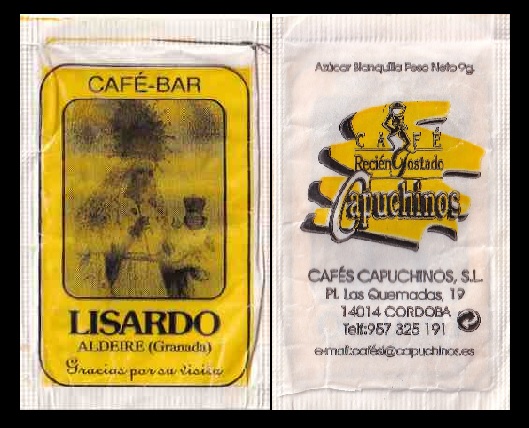 CAFÉ-BAR
LISARDO
ALDEIRE (Granada)
Gracias por su visita
Azúcar Blanquilla Peso Neto 9g.
CAFÉ
Recién Tostado
Capuchinos
CAFÉS CAPUCHINOS, S.L.
Pl. Las Quemadas, 19
14014 CORDOBA
Telf:957 325 191
e-mail:cafés@capuchinos.es